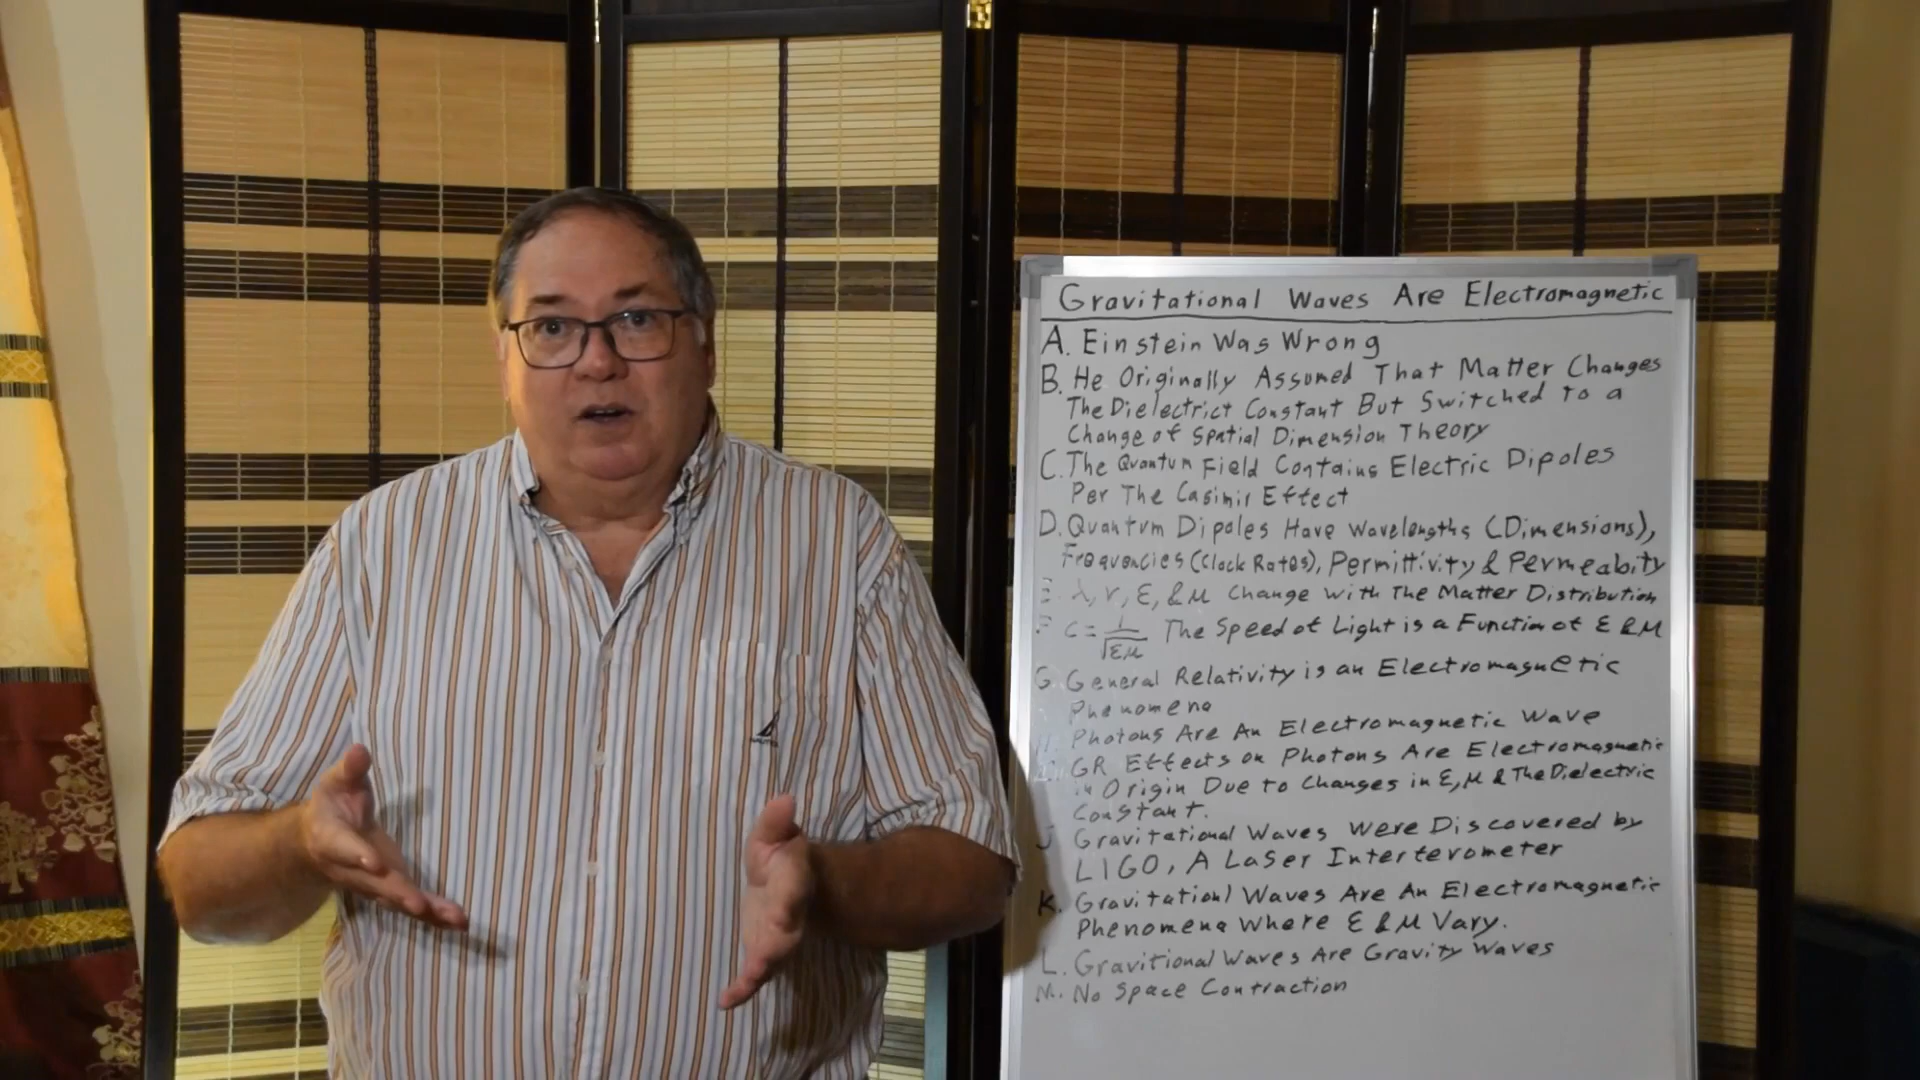 Gravitational Waves Are Electromagnetic
A. Einstein Was Wrong
B. He Originally Assumed That Matter Changes
The Dielectrict Constant But Switched to a
Change of Spatial Dimension Theory
C. The Quantum Field Contains Electric Dipoles
Per The Casimir Effect
D. Quantum Dipoles Have Wavelengths (Dimensions),
Frequencies (Clock Rates), Permittivity & Permeabity
E. λ, ν, ε, & μ Change with The Matter Distribution
F. c = 1/√εμ The Speed of Light is a Function of ε & μ
G. General Relativity is an Electromagnetic
Phenomena
H. Photons Are An Electromagnetic Wave
I. GR Effects on Photons Are Electromagnetic
in Origin Due to Changes in ε, μ & The Dielectric
Constant.
J Gravitational Waves Were Discovered by
LIGO, A Laser Interferometer
K. Gravitational Waves Are An Electromagnetic
Phenomena Where ε & μ Vary.
L. Gravitional Waves Are Gravity Waves
M. No Space Contraction
NAUTICA